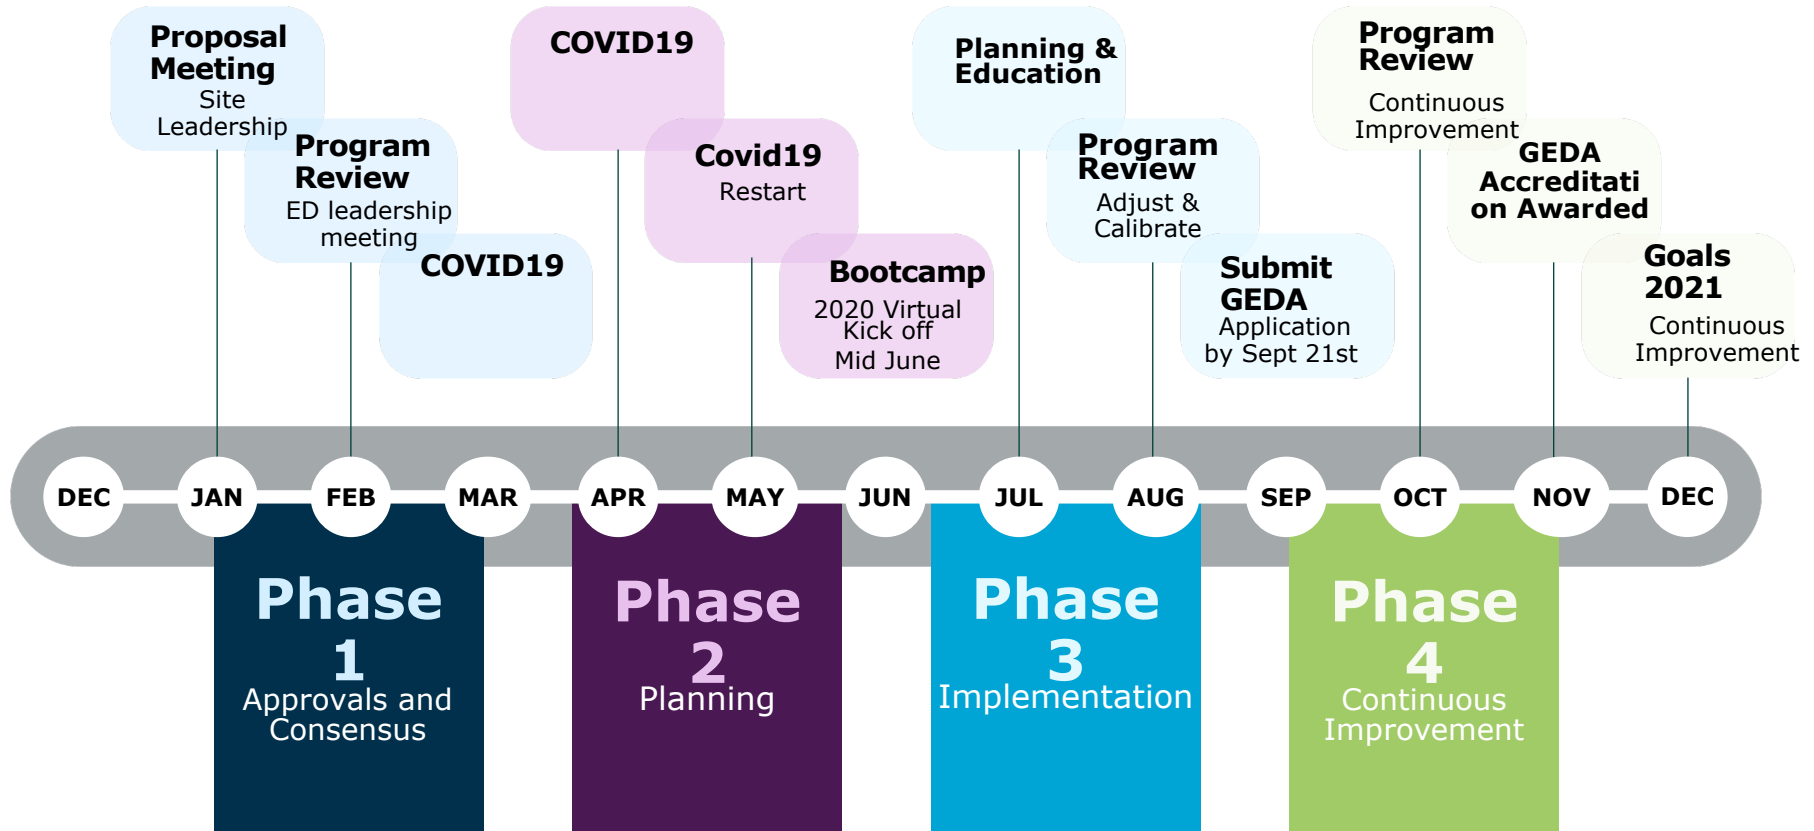 Proposal
Meeting
Site
Leadership
Program
Review
ED leadership
meeting
COVID19
COVID19
Covid19
Restart
Bootcamp
2020 Virtual
Kick off
Mid June
Planning &
Education
Program
Review
Adjust &
Calibrate
Submit
GEDA
Application
by Sept 21st
Program
Review
Continuous
Improvement
GEDA
Accreditati
on Awarded
Goals
2021
Continuous
Improvement
DEC
JAN
FEB
MAR
APR
MAY
JUN
JUL
AUG
SEP
OCT
NOV
DEC
Phase
1
Approvals and
Consensus
Phase
2
Planning
Phase
3
Implementation
Phase
4
Continuous
Improvement